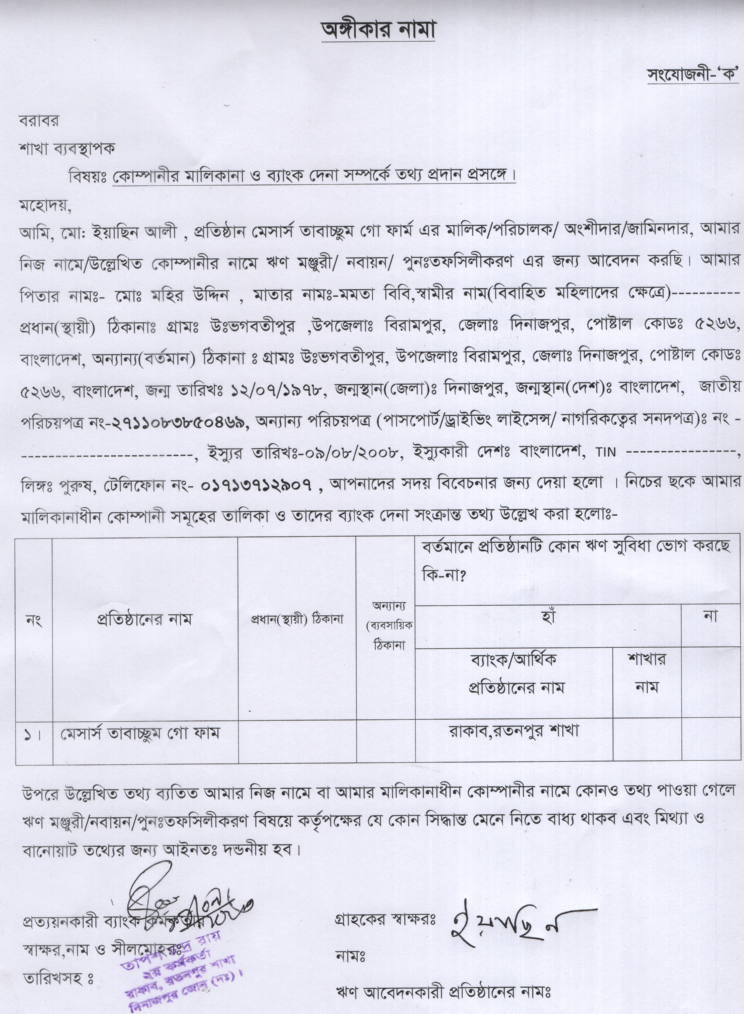 অঙ্গীকার নামা
সংযোজনী-‘ক’
বরাবর
শাখা ব্যবস্থাপক
বিষয়ঃ কোম্পানীর মালিকানা ও ব্যাংক দেনা সম্পর্কে তথ্য প্রদান প্রসঙ্গে।
মহোদয়,
আমি, মো: ইয়াছিন আলী , প্রতিষ্ঠান মেসার্স তাবাচ্ছুম গো ফার্ম এর মালিক/পরিচালক/ অংশীদার/জামিনদার, আমার
নিজ নামে/উল্লেখিত কোম্পানীর নামে ঋণ মঞ্জুরী/ নবায়ন/ পুনঃতফসিলীকরণ এর জন্য আবেদন করছি। আমার
পিতার নামঃ- মোঃ মহির উদ্দিন , মাতার নামঃ-মমতা বিবি,স্বামীর নাম(বিবাহিত মহিলাদের ক্ষেত্রে)----------
প্রধান(স্থায়ী) ঠিকানাঃ গ্রামঃ উঃভগবতীপুর ,উপজেলাঃ বিরামপুর, জেলাঃ দিনাজপুর, পোষ্টাল কোডঃ ৫২৬৬,
বাংলাদেশ, অন্যান্য(বর্তমান) ঠিকানা ঃ গ্রামঃ উঃভগবতীপুর, উপজেলাঃ বিরামপুর, জেলাঃ দিনাজপুর, পোষ্টাল কোডঃ
৫২৬৬, বাংলাদেশ, জন্ম তারিখঃ ১২/০৭/১৯৭৮, জন্মস্থান(জেলা)ঃ দিনাজপুর, জন্মস্থান(দেশ)ঃ বাংলাদেশ, জাতীয়
পরিচয়পত্র নং-২৭১১০৮৩৮৫০৪৬৯, অন্যান্য পরিচয়পত্র (পাসপোর্ট/ড্রাইভিং লাইসেন্স/ নাগরিকত্বের সনদপত্র)ঃ নং -
-------------------------, ইস্যুর তারিখঃ-০৯/০৮/২০০৮, ইস্যুকারী দেশঃ বাংলাদেশ, TIN ----------------,
লিঙ্গঃ পুরুষ, টেলিফোন নং- ০১৭১৩৭১২৯০৭ , আপনাদের সদয় বিবেচনার জন্য দেয়া হলো । নিচের ছকে আমার
মালিকানাধীন কোম্পানী সমূহের তালিকা ও তাদের ব্যাংক দেনা সংক্রান্ত তথ্য উল্লেখ করা হলোঃ-
নং
প্রতিষ্ঠানের নাম
প্রধান(স্থায়ী) ঠিকানা
অন্যান্য
(ব্যবসায়িক
ঠিকানা
বর্তমানে প্রতিষ্ঠানটি কোন ঋণ সুবিধা ভোগ করছে
কি-না?
হাঁ
না
ব্যাংক/আর্থিক
প্রতিষ্ঠানের নাম
শাখার
নাম
১। মেসার্স তাবাচ্ছুম গো ফাম রাকাব,রতনপুর শাখা
উপরে উল্লেখিত তথ্য ব্যতিত আমার নিজ নামে বা আমার মালিকানাধীন কোম্পানীর নামে কোনও তথ্য পাওয়া গেলে
ঋণ মঞ্জুরী/নবায়ন/পুনঃতফসিলীকরণ বিষয়ে কর্তৃপক্ষের যে কোন সিদ্ধান্ত মেনে নিতে বাধ্য থাকব এবং মিথ্যা ও
বানোয়াট তথ্যের জন্য আইনতঃ দন্ডনীয় হব।
প্রত্যয়নকারী ব্যাংক কর্মকর্তার
স্বাক্ষর,নাম ও সীলমোহরঃ
তারিখসহ ঃ
রায়
২য় কর্মকর্তা
রাকাব, রতনপুর শাখা
দিনাজপুর জোন (দঃ)।
গ্রাহকের স্বাক্ষরঃ ইয়াছিন
নামঃ
ঋণ আবেদনকারী প্রতিষ্ঠানের নামঃ